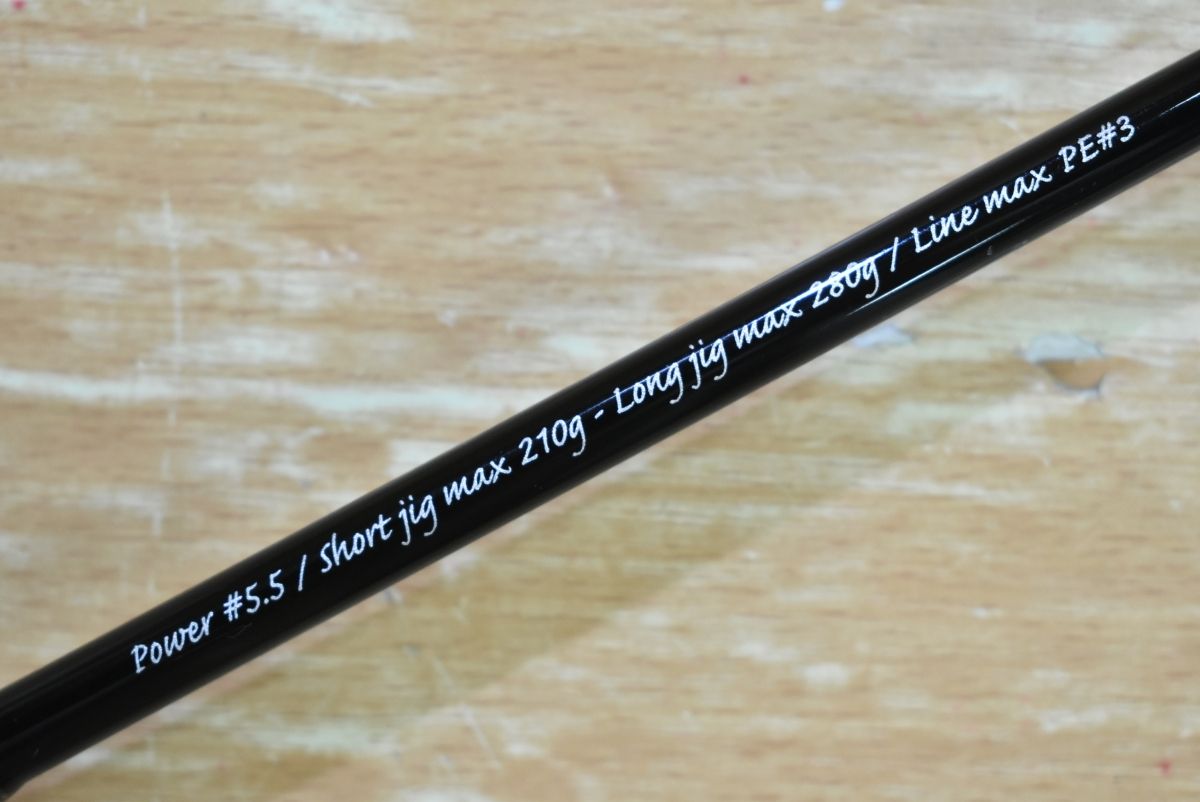 Power #5.5 / Short jig max 210g - Long jig max 280g / Line max PE#3